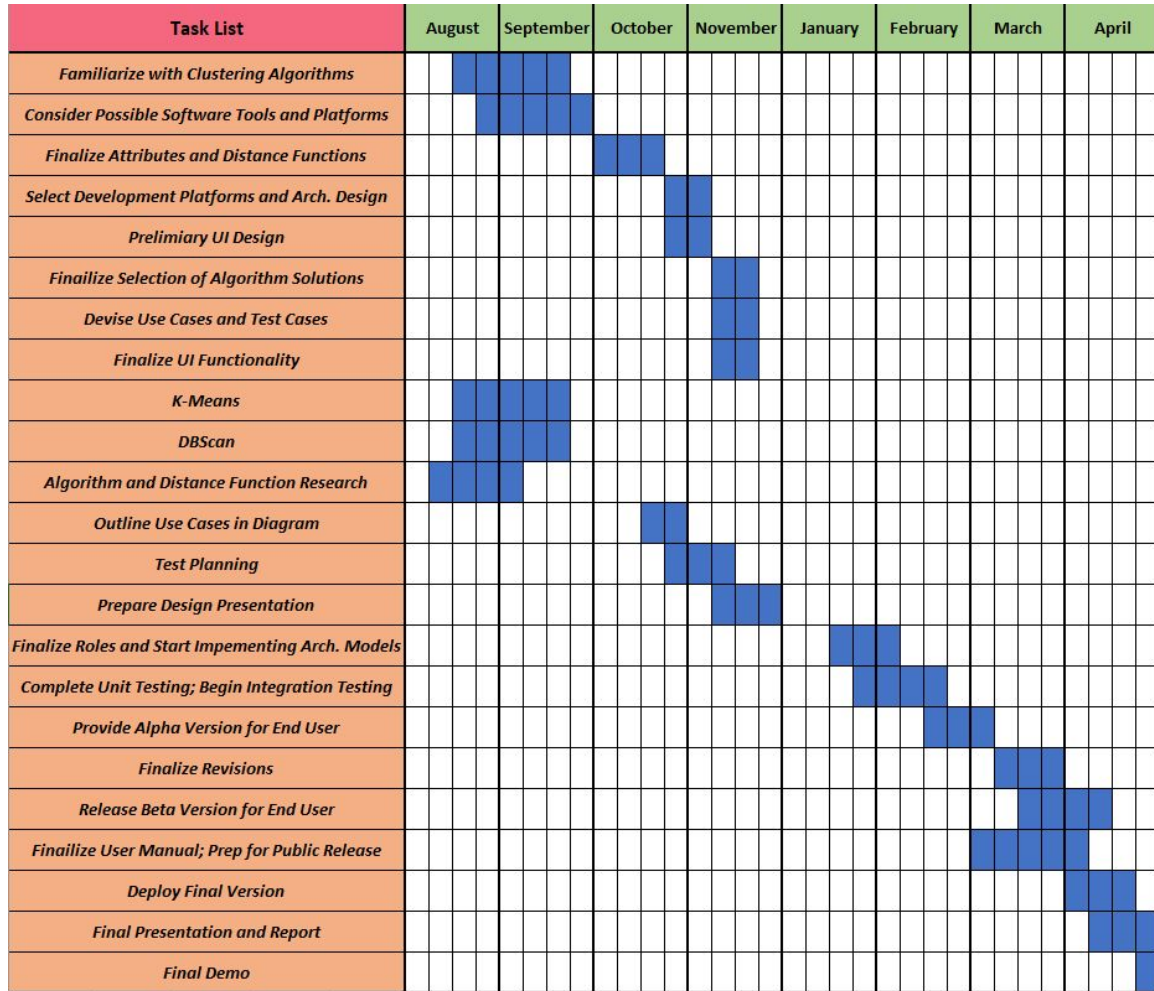 Task List August September October November January February March April
Familiarize with Clustering Algorithms
Consider Possible Software Tools and Platforms
Finalize Attributes and Distance Functions
Select Development Platforms and Arch. Design
Prelimiary UI Design
Finailize Selection of Algorithm Solutions
Devise Use Cases and Test Cases
Finalize UI Functionality
K-Means
DBScan
Algorithm and Distance Function Research
Outline Use Cases in Diagram
Test Planning
Prepare Design Presentation
Finalize Roles and Start Impementing Arch. Models
Complete Unit Testing; Begin Integration Testing
Provide Alpha Version for End User
Finalize Revisions
Release Beta Version for End User
Finailize User Manual; Prep for Public Release
Deploy Final Version
Final Presentation and Report
Final Demo